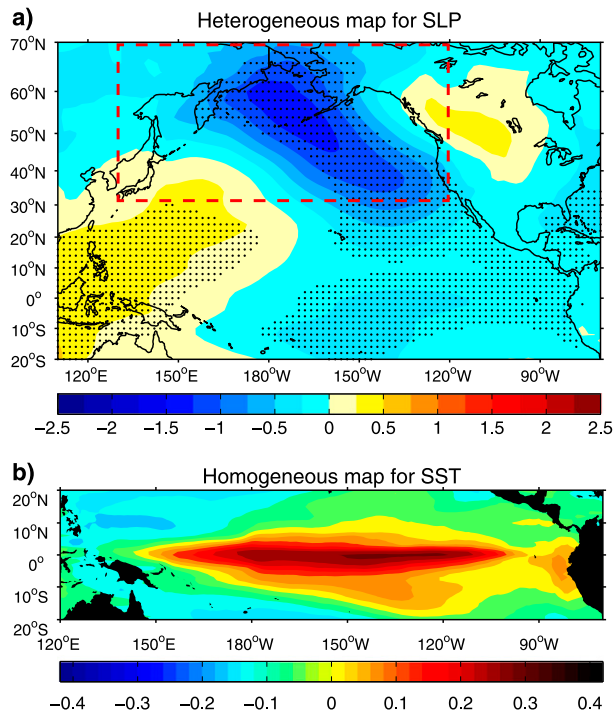 a)
Heterogeneous map for SLP
70°N
60°N
50°N
40°N
30°N
20°N
10°N
0°
10°S
20°S
120°E 150°E 180°W 150°W 120°W 90°W
−2.5 −2 −1.5 −1 −0.5 0 0.5 1 1.5 2 2.5
b)
Homogeneous map for SST
20°N
10°N
0°
10°S
20°S
120°E 150°E 180°W 150°W 120°W 90°W
−0.4 −0.3 −0.2 −0.1 0 0.1 0.2 0.3 0.4